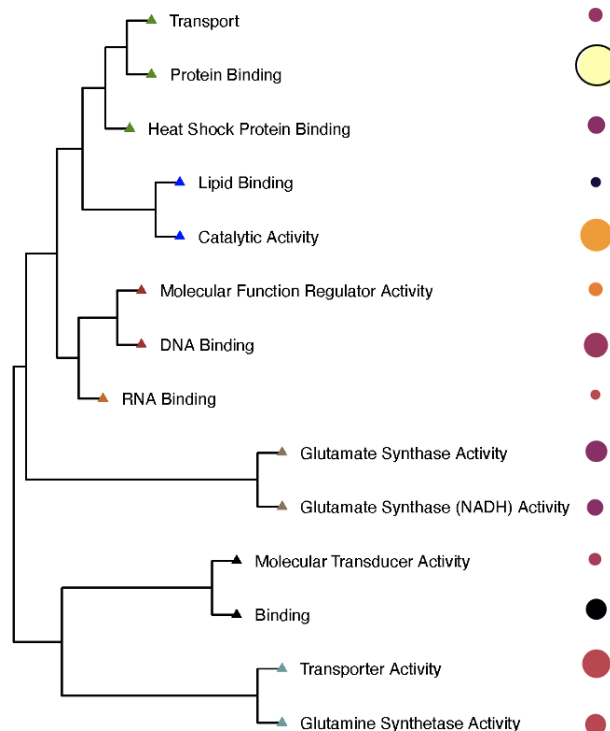 Transport
Protein Binding
Heat Shock Protein Binding
Lipid Binding
Catalytic Activity
Molecular Function Regulator Activity
DNA Binding
RNA Binding
Glutamate Synthase Activity
Glutamate Synthase (NADH) Activity
Molecular Transducer Activity
Binding
Transporter Activity
Glutamine Synthetase Activity